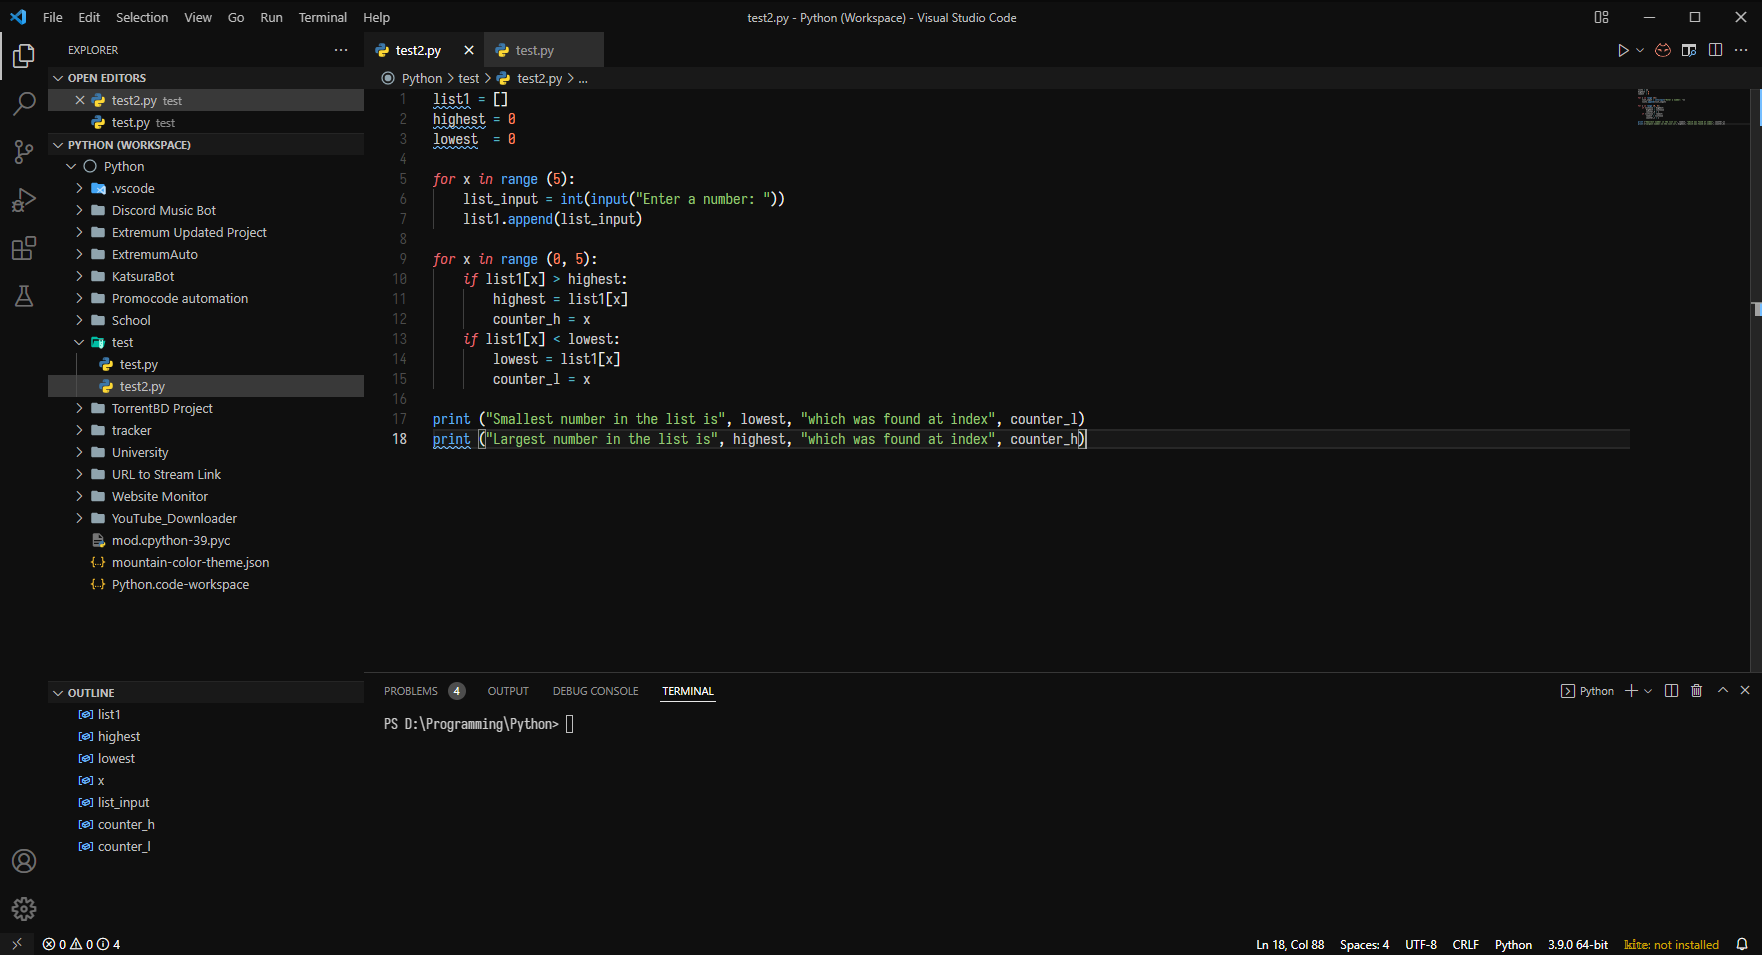 File Edit Selection View Go Run Terminal Help
test2.py - Python (Workspace) - Visual Studio Code
EXPLORER
OPEN EDITORS
test2.py test
test.py test
PYTHON (WORKSPACE)
Python
.vscode
Discord Music Bot
Extremum Updated Project
ExtremumAuto
KatsuraBot
Promocode automation
School
test
test.py
test2.py
TorrentBD Project
tracker
University
URL to Stream Link
Website Monitor
YouTube_Downloader
mod.cpython-39.pyc
mountain-color-theme.json
Python.code-workspace
OUTLINE
list1
highest
lowest
x
list_input
counter_h
counter_l
test2.py test.py
Python > test > test2.py > ...
1 list1 = []
2 highest = 0
3 lowest  = 0
4
5 for x in range (5):
6     list_input = int(input("Enter a number: "))
7     list1.append(list_input)
8
9 for x in range (0, 5):
10     if list1[x] > highest:
11         highest = list1[x]
12         counter_h = x
13     if list1[x] < lowest:
14         lowest = list1[x]
15         counter_l = x
16
17 print ("Smallest number in the list is", lowest, "which was found at index", counter_l)
18 print ("Largest number in the list is", highest, "which was found at index", counter_h)
PROBLEMS 4 OUTPUT DEBUG CONSOLE TERMINAL
Python
PS D:\Programming\Python>
0 0 4
Ln 18, Col 88 Spaces: 4 UTF-8 CRLF Python 3.9.0 64-bit kite: not installed